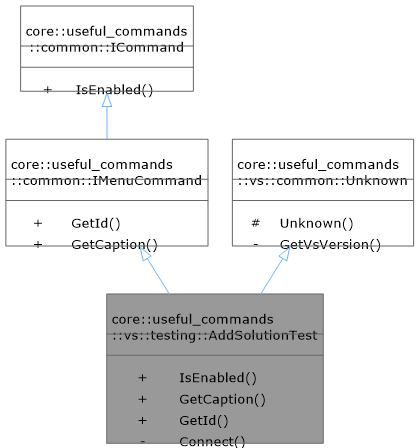 core::useful_commands
::common::ICommand
+ IsEnabled()
core::useful_commands
::common::IMenuCommand
+ GetId()
+ GetCaption()
core::useful_commands
::vs::common::Unknown
# Unknown()
- GetVsVersion()
core::useful_commands
::vs::testing::AddSolutionTest
+ IsEnabled()
+ GetCaption()
+ GetId()
- Connect()